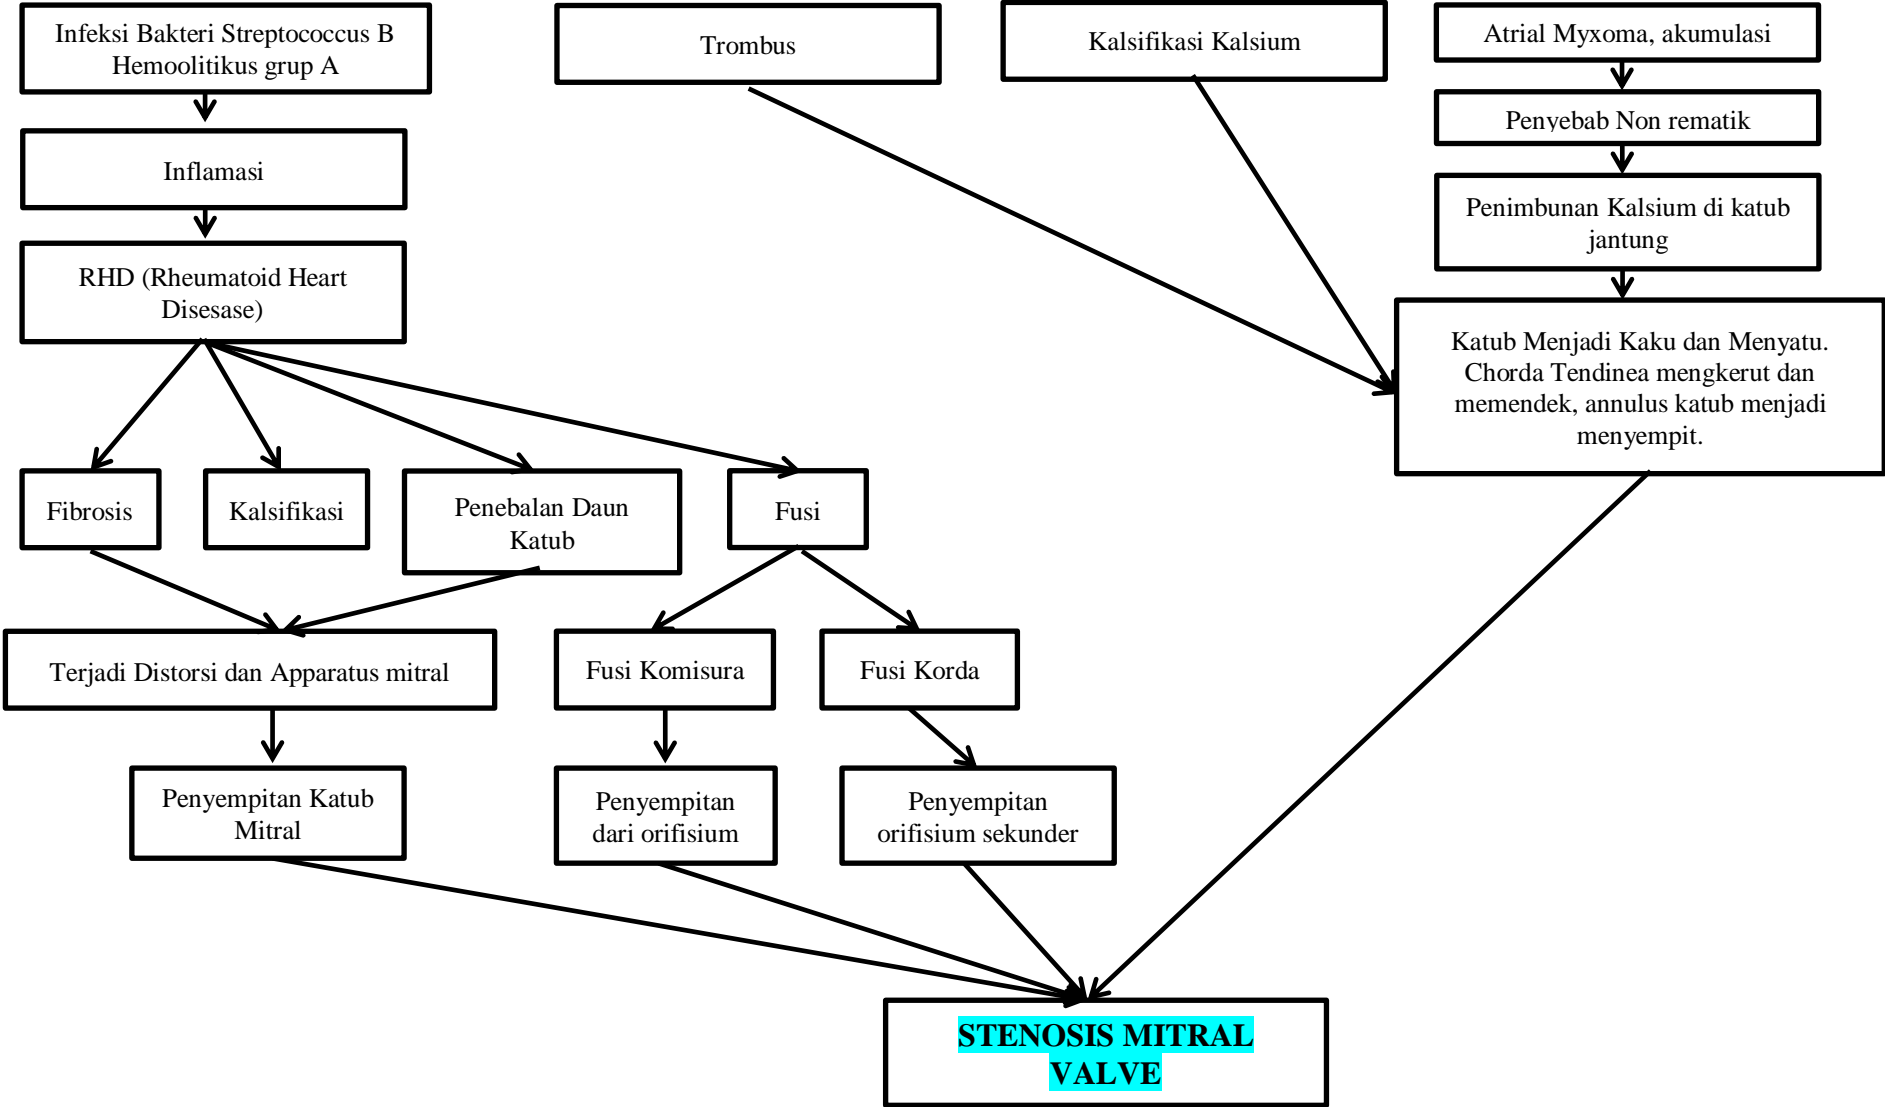 Infeksi Bakteri Streptococcus B
Hemoolitikus grup A
Trombus
Kalsifikasi Kalsium
Atrial Myxoma, akumulasi
Penyebab Non rematik
Inflamasi
Penimbunan Kalsium di katub
jantung
RHD (Rheumatoid Heart
Disesase)
Katub Menjadi Kaku dan Menyatu.
Chorda Tendinea mengkerut dan
memendek, annulus katub menjadi
menyempit.
Fibrosis
Kalsifikasi
Penebalan Daun
Katub
Fusi
Terjadi Distorsi dan Apparatus mitral
Fusi Komisura
Fusi Korda
Penyempitan Katub
Mitral
Penyempitan
dari orifisium
Penyempitan
orifisium sekunder
STENOSIS MITRAL
VALVE